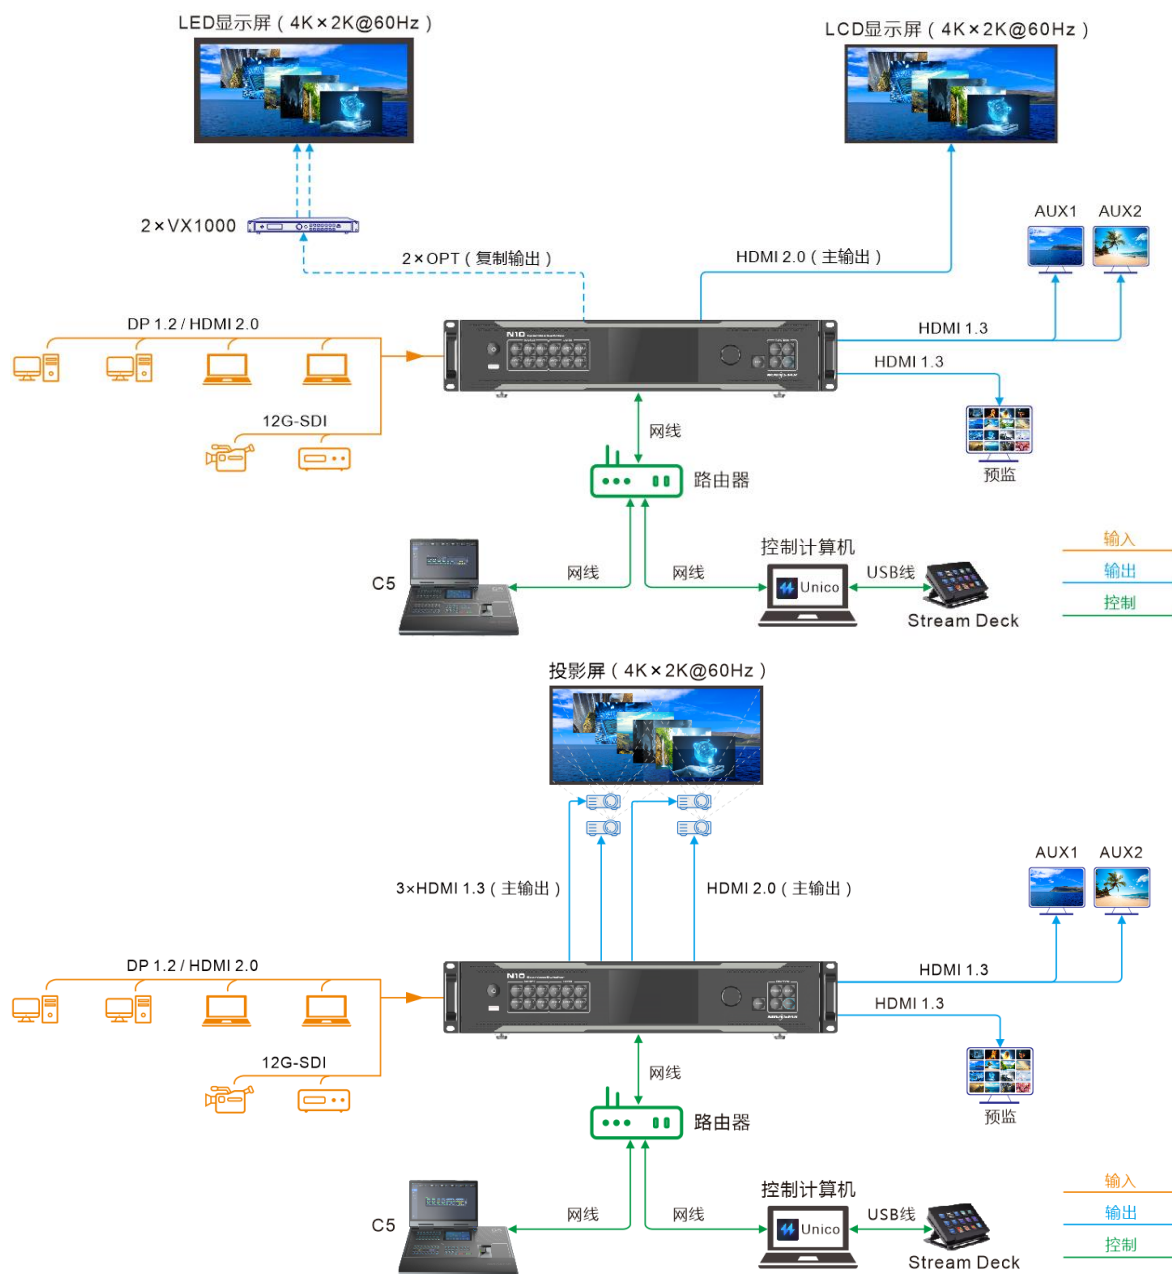 LED显示屏（4K×2K@60Hz）
LCD显示屏（4K×2K@60Hz）
2×VX1000
AUX1
AUX2
2×OPT（复制输出）
HDMI 2.0（主输出）
DP 1.2 / HDMI 2.0
N10
HDMI 1.3
HDMI 1.3
12G-SDI
网线
预监
路由器
控制计算机
输入
C5
网线
网线
Unico
USB线
输出
Stream Deck
控制
投影屏（4K×2K@60Hz）
AUX1
AUX2
3×HDMI 1.3（主输出）
HDMI 2.0（主输出）
DP 1.2 / HDMI 2.0
N10
HDMI 1.3
HDMI 1.3
12G-SDI
网线
预监
路由器
控制计算机
输入
C5
网线
网线
Unico
USB线
输出
Stream Deck
控制